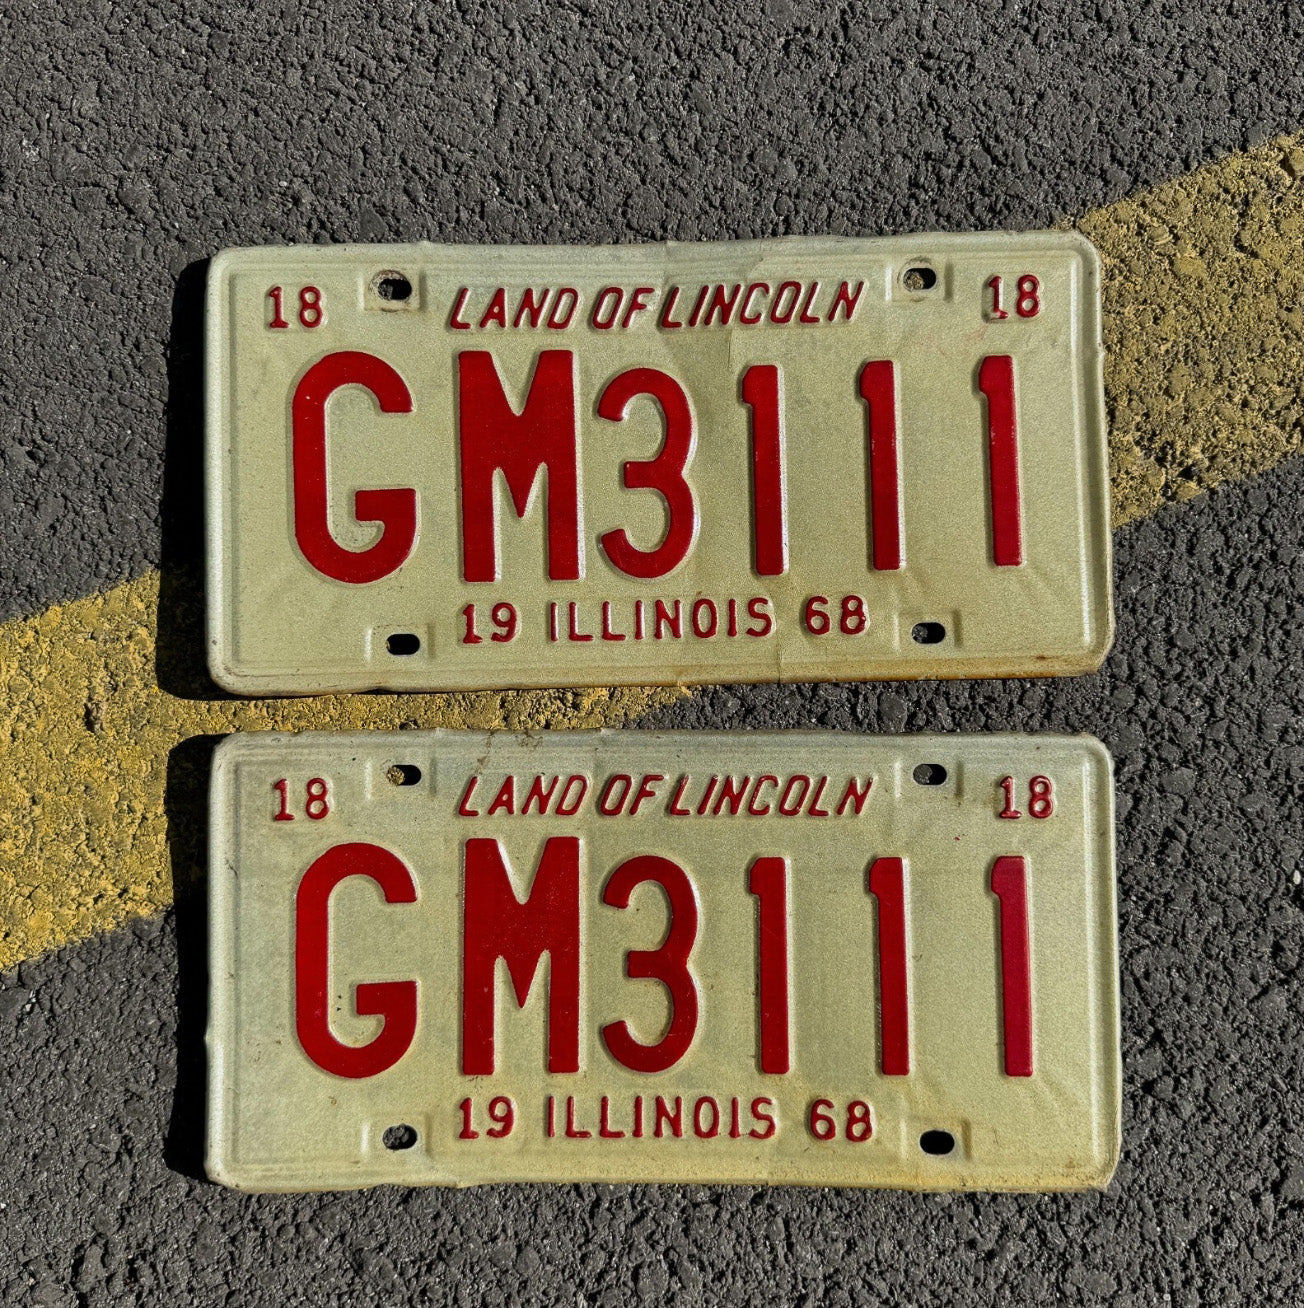 18 LAND OF LINCOLN 18
GM3111
19 ILLINOIS 68
18 LAND OF LINCOLN 18
GM3111
19 ILLINOIS 68